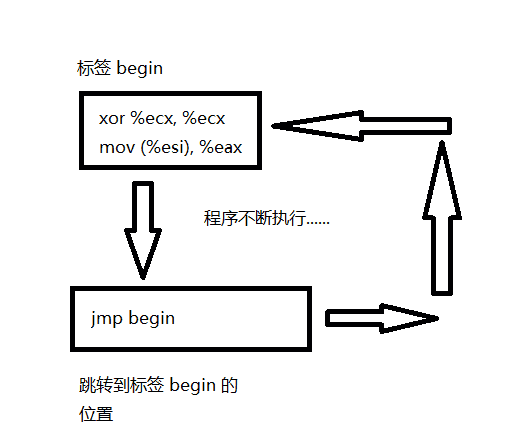 标签 begin
xor %ecx, %ecx
mov (%esi), %eax
程序不断执行......
jmp begin
跳转到标签 begin 的
位置